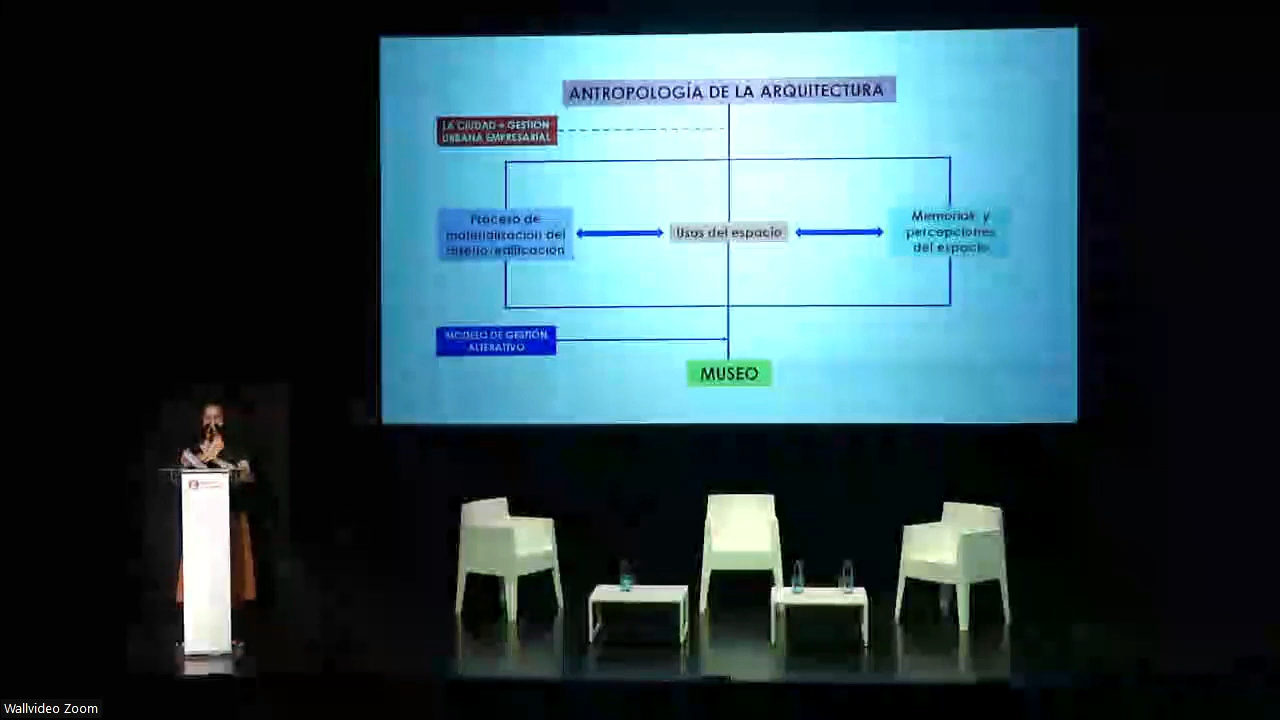 ANTROPOLOGÍA DE LA ARQUITECTURA
LA CIUDAD + GESTIÓN
URBANA EMPRESARIAL
Proceso de
materialización del
diseño/edificación
Usos del espacio
Memorias y
percepciones
del espacio
MODELO DE GESTIÓN
ALTERATIVO
MUSEO
Wallvideo Zoom